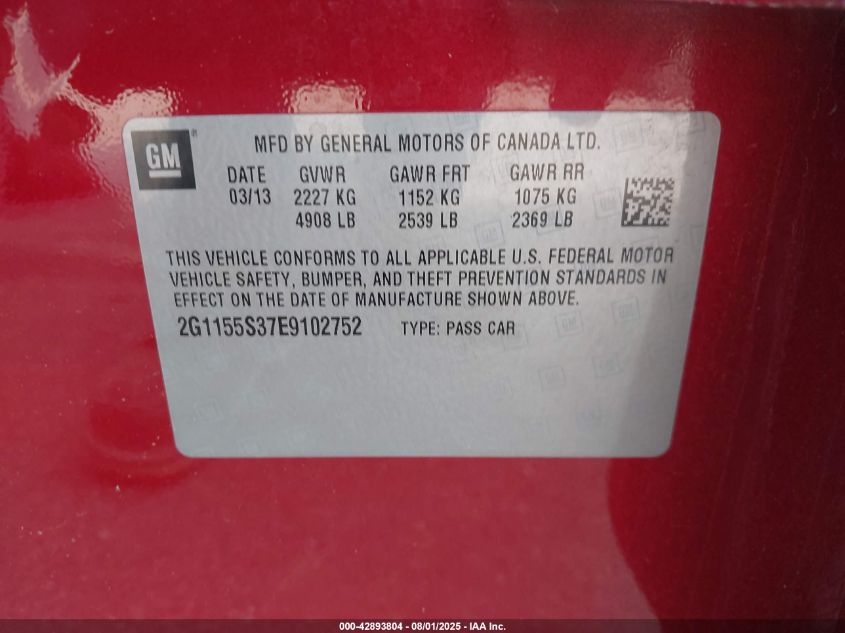 GM ®
MFD BY GENERAL MOTORS OF CANADA LTD.
DATE GVWR GAWR FRT GAWR RR
03/13 2227 KG 1152 KG 1075 KG
4908 LB 2539 LB 2369 LB
THIS VEHICLE CONFORMS TO ALL APPLICABLE U.S. FEDERAL MOTOR
VEHICLE SAFETY, BUMPER, AND THEFT PREVENTION STANDARDS IN
EFFECT ON THE DATE OF MANUFACTURE SHOWN ABOVE.
2G1155S37E9102752 TYPE: PASS CAR
000-42893804 - 08/01/2025 - IAA Inc.